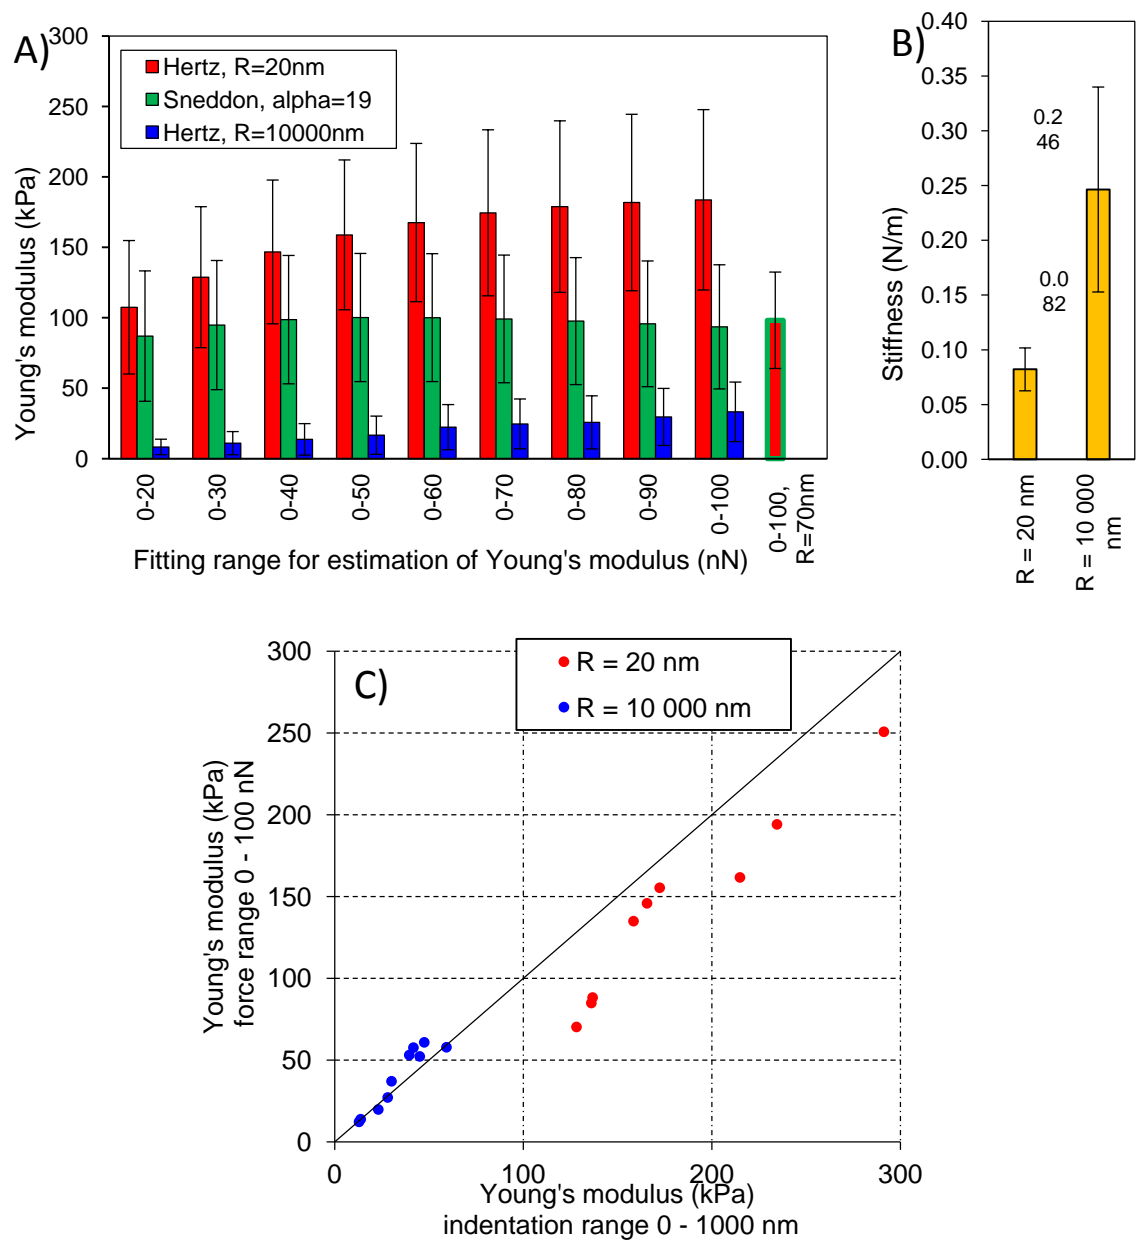 A)
300
250
200
150
100
50
0
Young's modulus (kPa)
Hertz, R=20nm
Sneddon, alpha=19
Hertz, R=10000nm
0-20
0-30
0-40
0-50
0-60
0-70
0-80
0-90
0-100
0-100,
R=70nm
Fitting range for estimation of Young's modulus (nN)
B)
0.40
0.35
0.30
0.25
0.20
0.15
0.10
0.05
0.00
Stiffness (N/m)
0.2
46
0.0
82
R = 20 nm
R = 10 000
nm
C)
R = 20 nm
R = 10 000 nm
300
250
200
150
100
50
0
Young's modulus (kPa)
force range 0 - 100 nN
0
100
200
300
Young's modulus (kPa)
indentation range 0 - 1000 nm